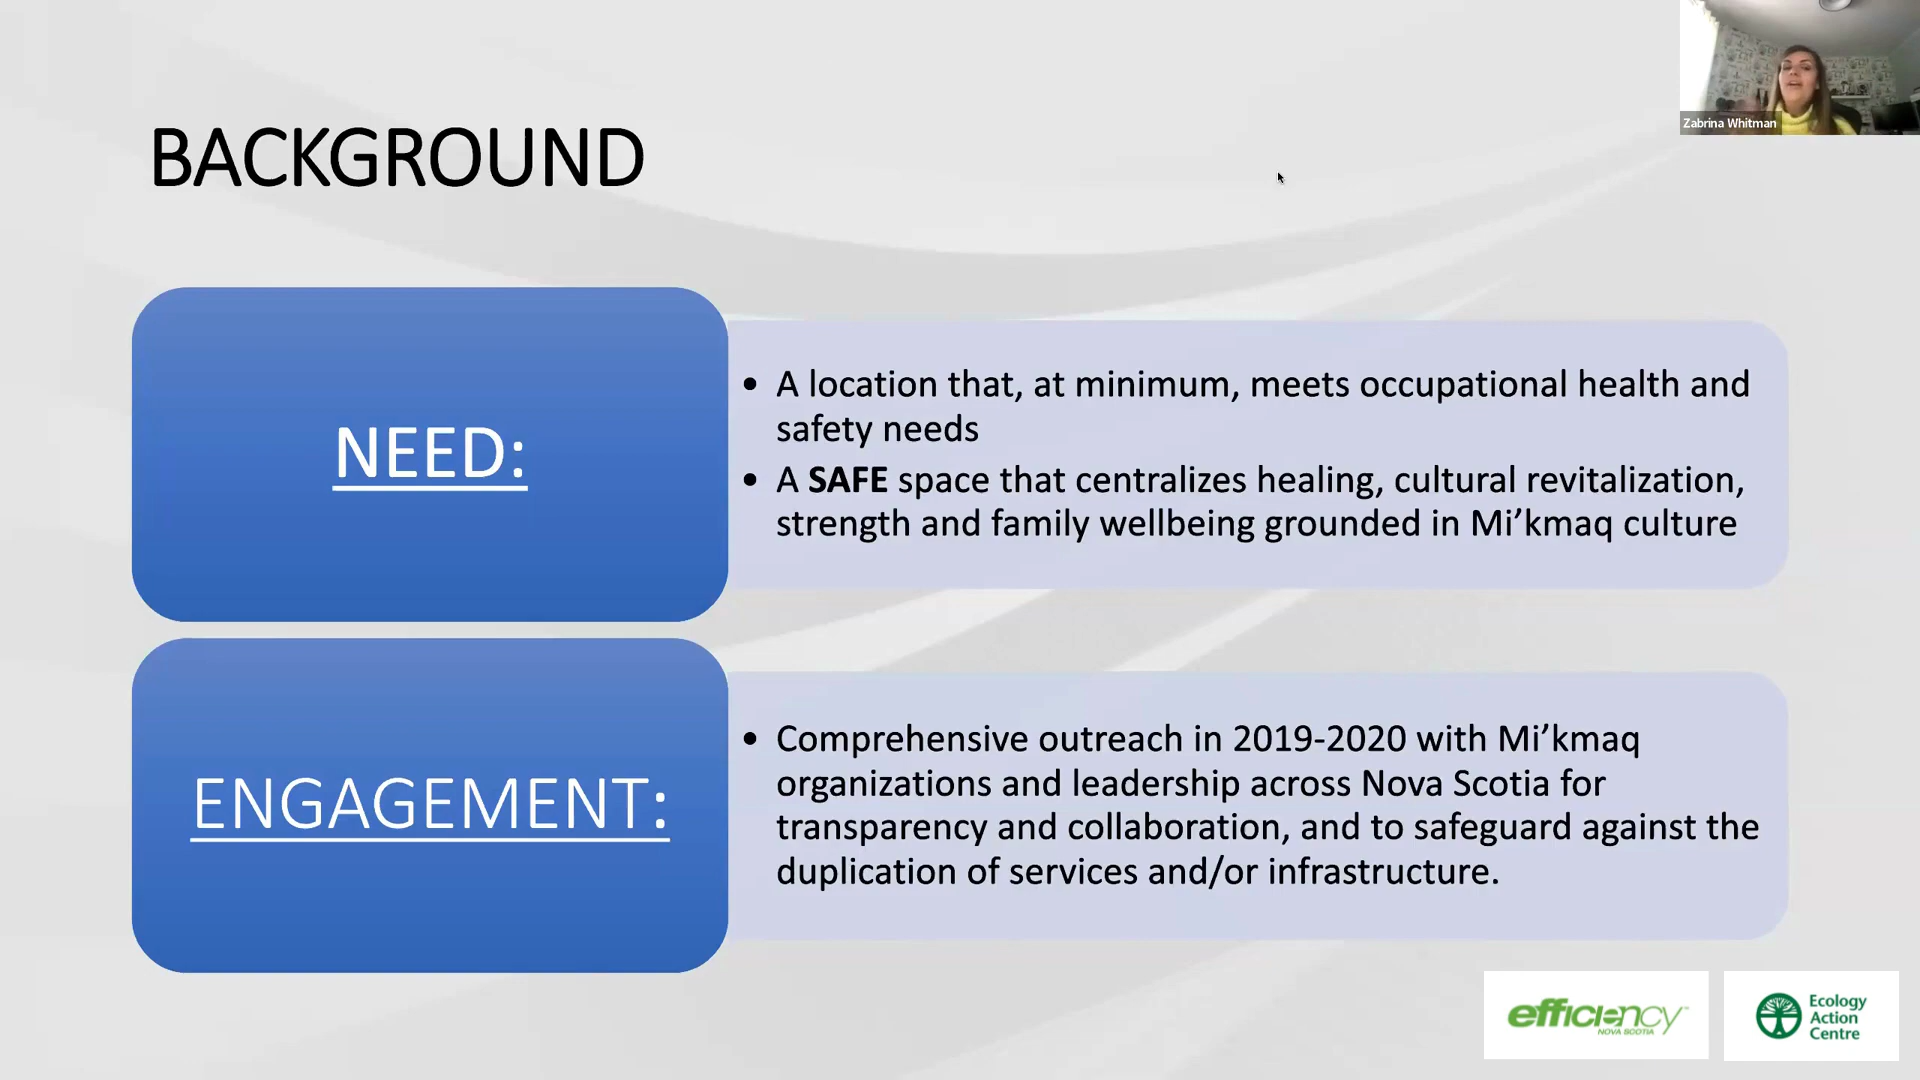 Zabrina Whitman
BACKGROUND
NEED:
• A location that, at minimum, meets occupational health and
safety needs
• A SAFE space that centralizes healing, cultural revitalization,
strength and family wellbeing grounded in Mi’kmaq culture
ENGAGEMENT:
• Comprehensive outreach in 2019-2020 with Mi’kmaq
organizations and leadership across Nova Scotia for
transparency and collaboration, and to safeguard against the
duplication of services and/or infrastructure.
efficiency
NOVA SCOTIA
Ecology
Action
Centre